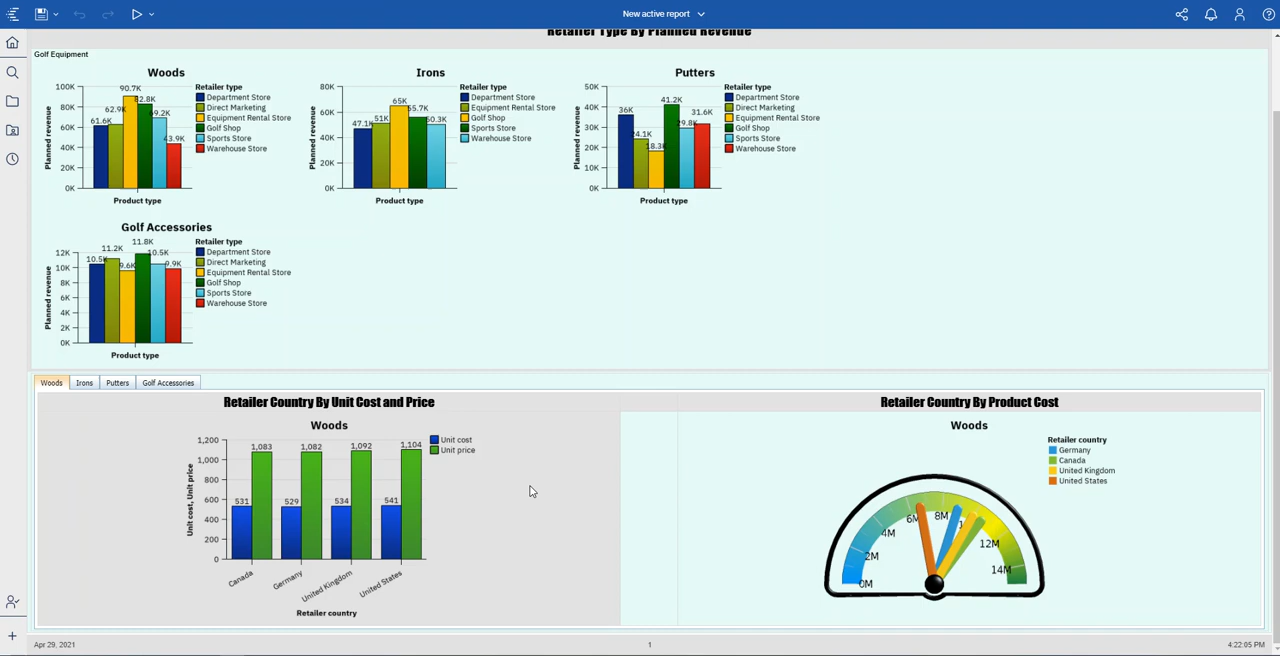 New active report
Retailer Type By Planned Revenue
Golf Equipment
Woods
Planned revenue
100K
80K
60K
40K
20K
0K
61.6K
62.9K
90.7K
82.8K
69.2K
43.9K
Product type
Retailer type
Department Store
Direct Marketing
Equipment Rental Store
Golf Shop
Sports Store
Warehouse Store
Irons
Planned revenue
80K
60K
40K
20K
0K
47.1K
51K
65K
55.7K
50.3K
Product type
Retailer type
Department Store
Equipment Rental Store
Golf Shop
Sports Store
Warehouse Store
Putters
Planned revenue
50K
40K
30K
20K
10K
0K
36K
24.1K
18.3K
41.2K
29.8K
31.6K
Product type
Retailer type
Department Store
Direct Marketing
Equipment Rental Store
Golf Shop
Sports Store
Warehouse Store
Golf Accessories
Planned revenue
12K
10K
8K
6K
4K
2K
0K
10.5K
11.2K
9.6K
11.8K
10.5K
9.9K
Product type
Retailer type
Department Store
Direct Marketing
Equipment Rental Store
Golf Shop
Sports Store
Warehouse Store
Woods Irons Putters Golf Accessories
Retailer Country By Unit Cost and Price
Woods
Unit cost, Unit price
1,200
1,000
800
600
400
200
0
531
1,083
529
1,082
534
1,092
541
1,104
Canada
Germany
United Kingdom
United States
Retailer country
Unit cost
Unit price
Retailer Country By Product Cost
Woods
Retailer country
Germany
Canada
United Kingdom
United States
0M
2M
4M
6M
8M
12M
14M
Apr 29, 2021
1
4:22:05 PM